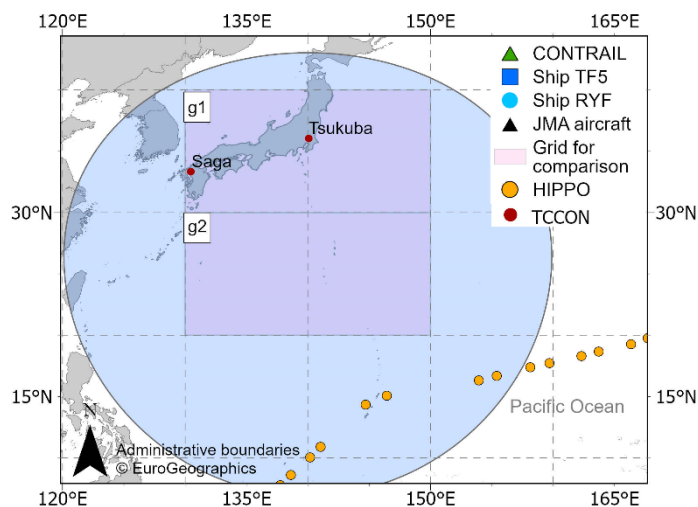 120°E 135°E 150°E 165°E
CONTRAIL
Ship TF5
Ship RYF
JMA aircraft
Grid for
comparison
HIPPO
TCCON
g1
Tsukuba
Saga
30°N 30°N
g2
15°N 15°N
Pacific Ocean
N
Administrative boundaries
© EuroGeographics
120°E 135°E 150°E 165°E